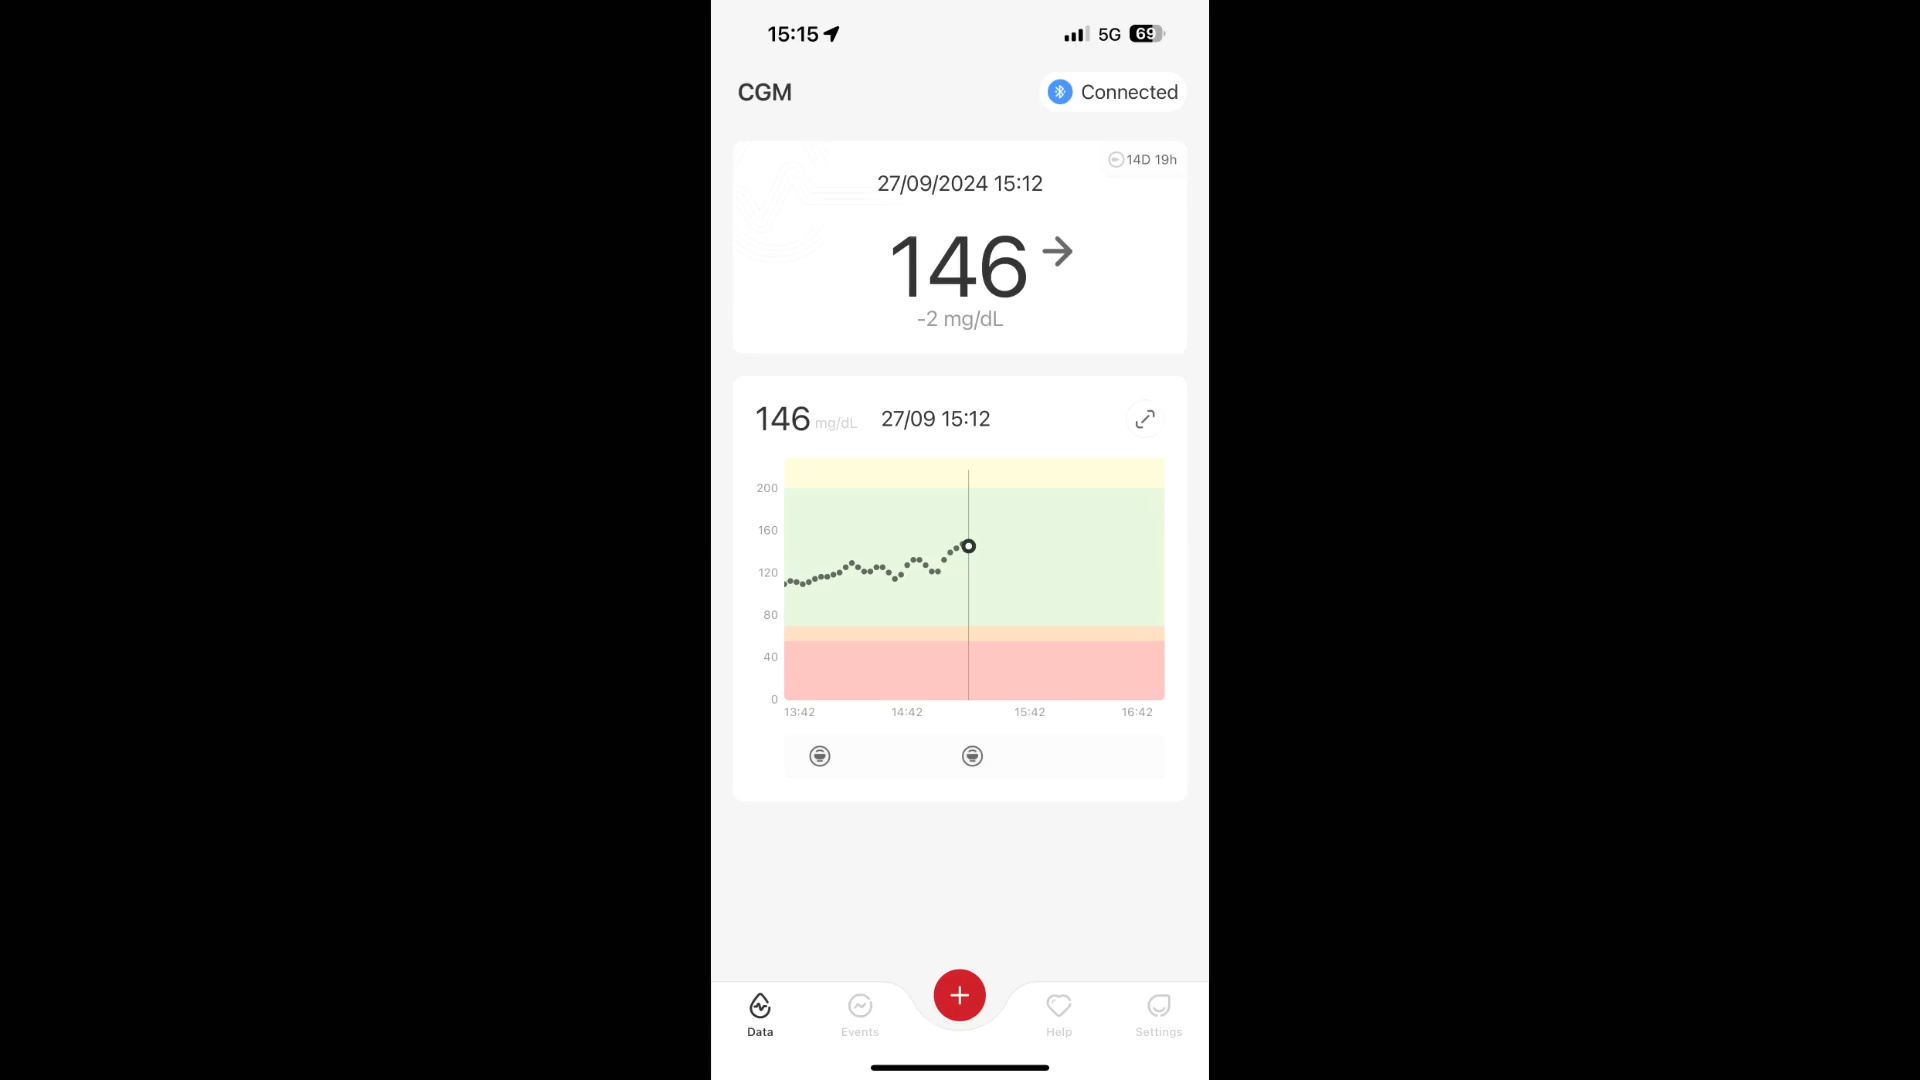 15:15 5G 69
CGM Connected
14D 19h
27/09/2024 15:12
146
-2 mg/dL
146 mg/dL 27/09 15:12
200
160
120
80
40
0
13:42 14:42 15:42 16:42
Data Events Help Settings